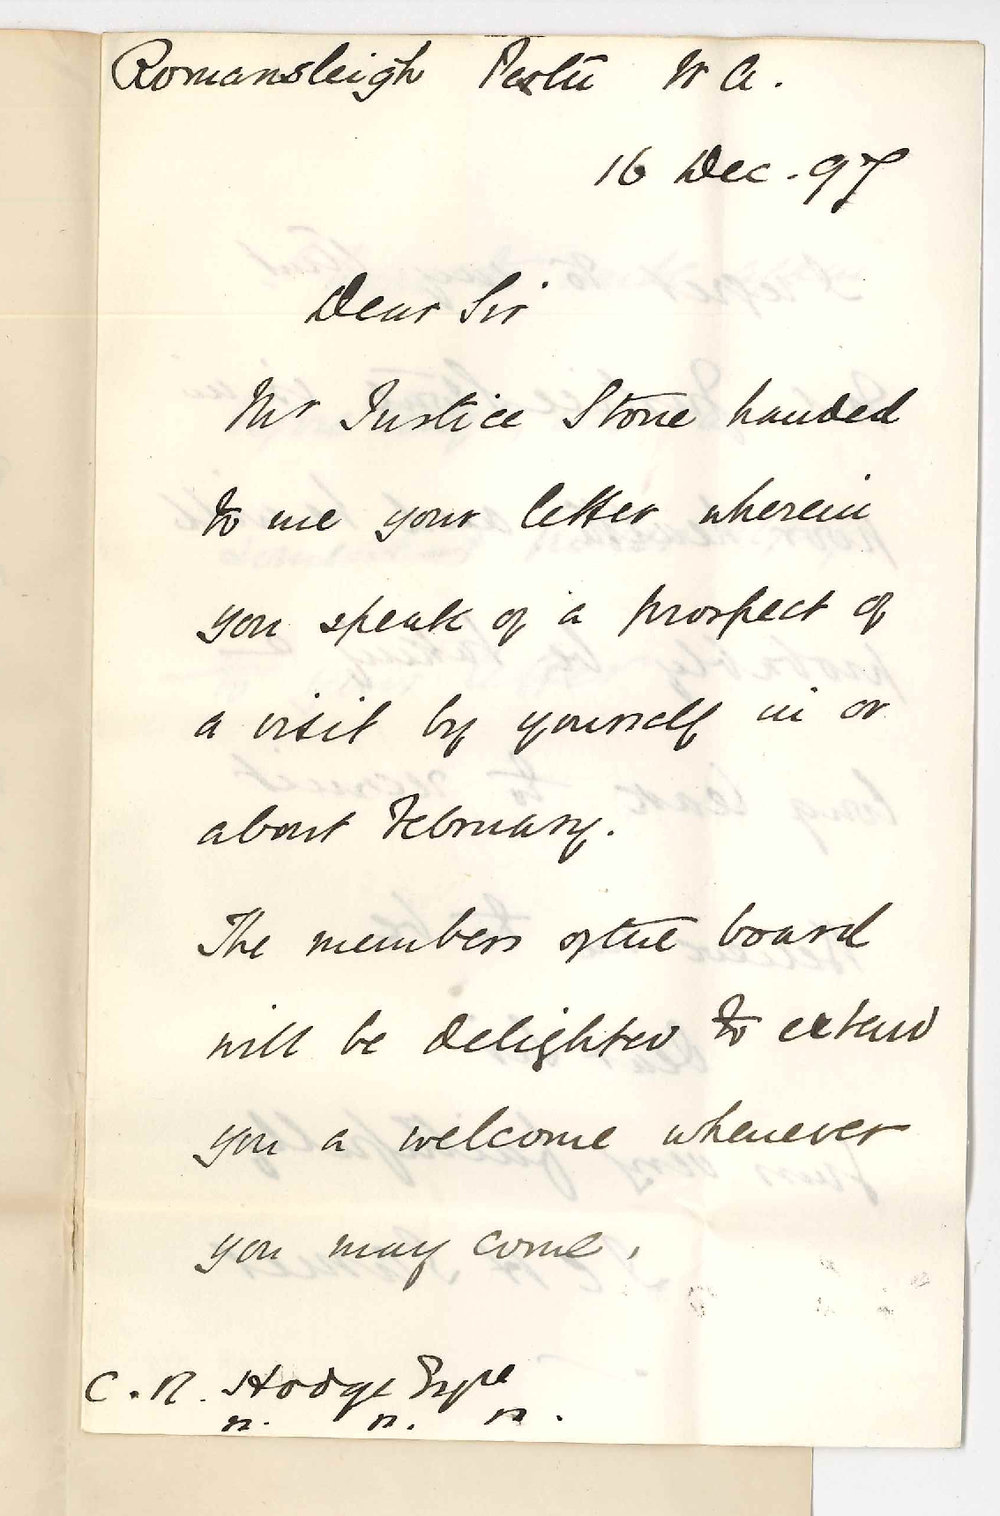 Romansleigh Perth W A.
16 Dec. 97
Dear Sir
Mr Justice Stone handed
to me your letter wherein
you speak of a prospect of
a visit by yourself in or
about February.
The members of the board
will be delighted to extend
you a welcome whenever
you may come.
C. R. Hodge Esqre